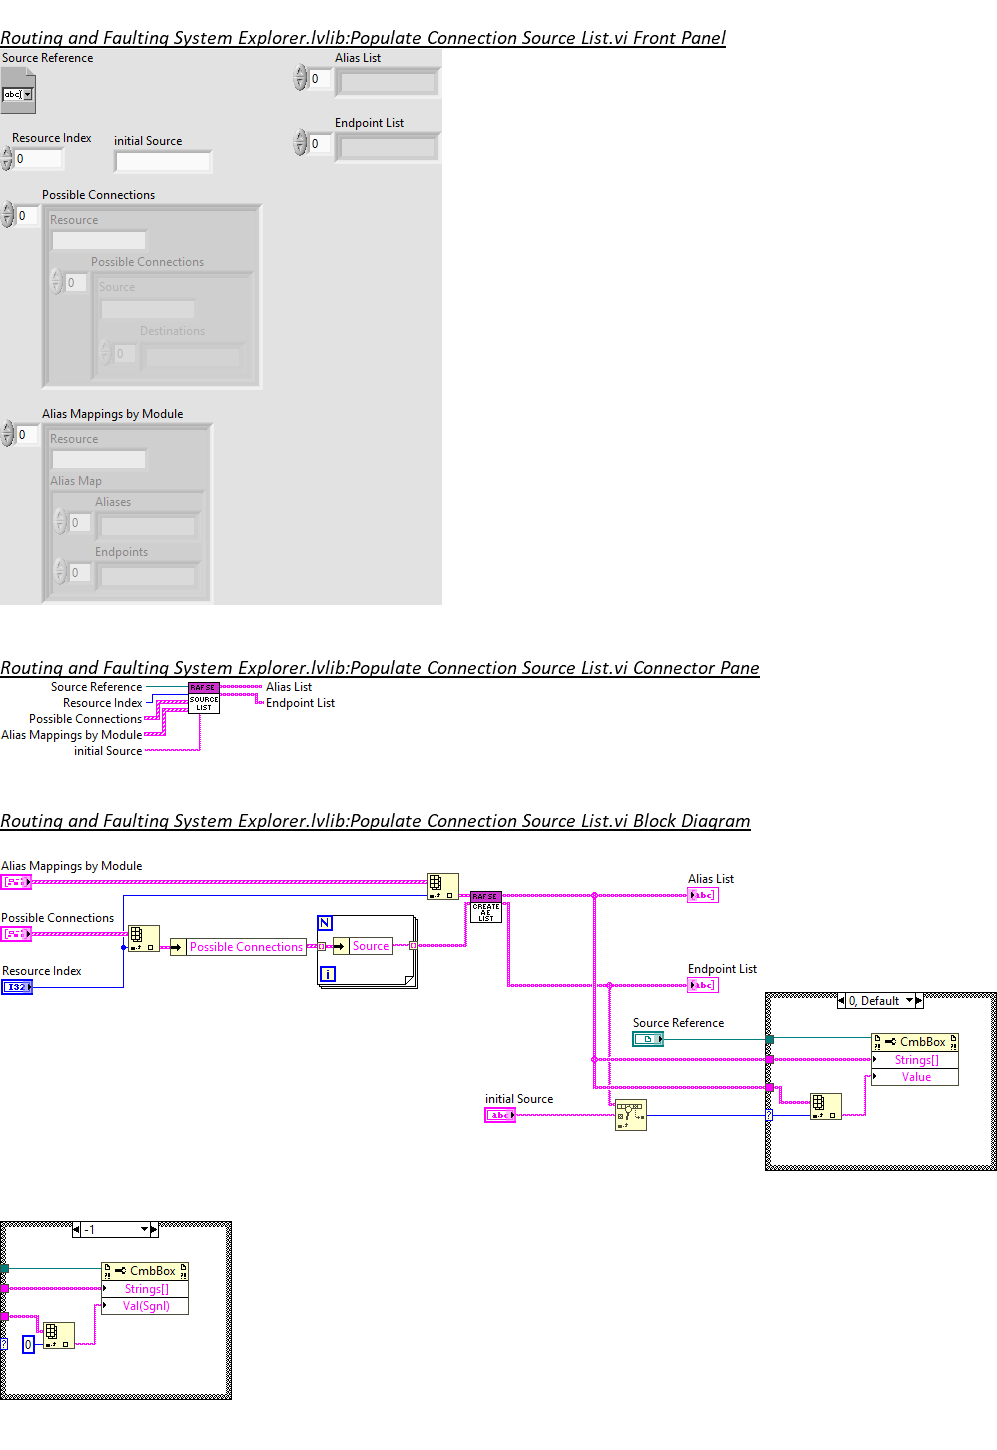 Routing and Faulting System Explorer.lvlib:Populate Connection Source List.vi Front Panel
Source Reference
Alias List
abc
0
Endpoint List
Resource Index
initial Source
0
0
Possible Connections
0
Resource
Possible Connections
0
Source
Destinations
0
Alias Mappings by Module
0
Resource
Alias Map
Aliases
0
Endpoints
0
Routing and Faulting System Explorer.lvlib:Populate Connection Source List.vi Connector Pane
Source Reference
Resource Index
Possible Connections
Alias Mappings by Module
initial Source
RAFSE
SOURCE
LIST
Alias List
Endpoint List
Routing and Faulting System Explorer.lvlib:Populate Connection Source List.vi Block Diagram
Alias Mappings by Module
Alias List
RAFSE
CREATE
AE
LIST
abc
Possible Connections
N
Possible Connections
Source
Resource Index
I32
i
Endpoint List
abc
0, Default
Source Reference
CmbBox
Strings[]
Value
initial Source
abc
?
-1
CmbBox
Strings[]
Val(Sgnl)
?
0